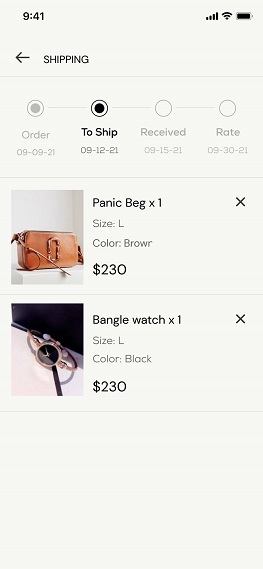 9:41
SHIPPING
Order
To Ship
Received
Rate
09-09-21
09-12-21
09-15-21
09-30-21
Panic Beg x 1
Size: L
Color: Browr
$230
Bangle watch x 1
Size: L
Color: Black
$230